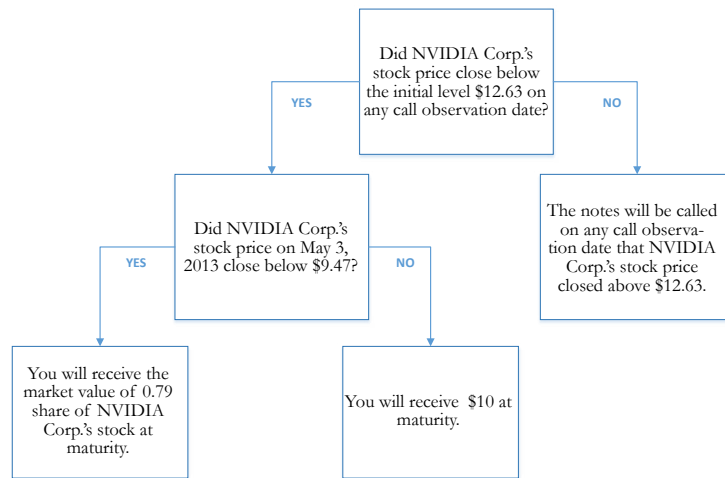 Did NVIDIA Corp.'s
stock price close below
the initial level $12.63 on
any call observation date?
YES
NO
Did NVIDIA Corp.'s
stock price on May 3,
2013 close below $9.47?
The notes will be called
on any call observa-
tion date that NVIDIA
Corp.'s stock price
closed above $12.63.
YES
NO
You will receive the
market value of 0.79
share of NVIDIA
Corp.'s stock at
maturity.
You will receive $10 at
maturity.